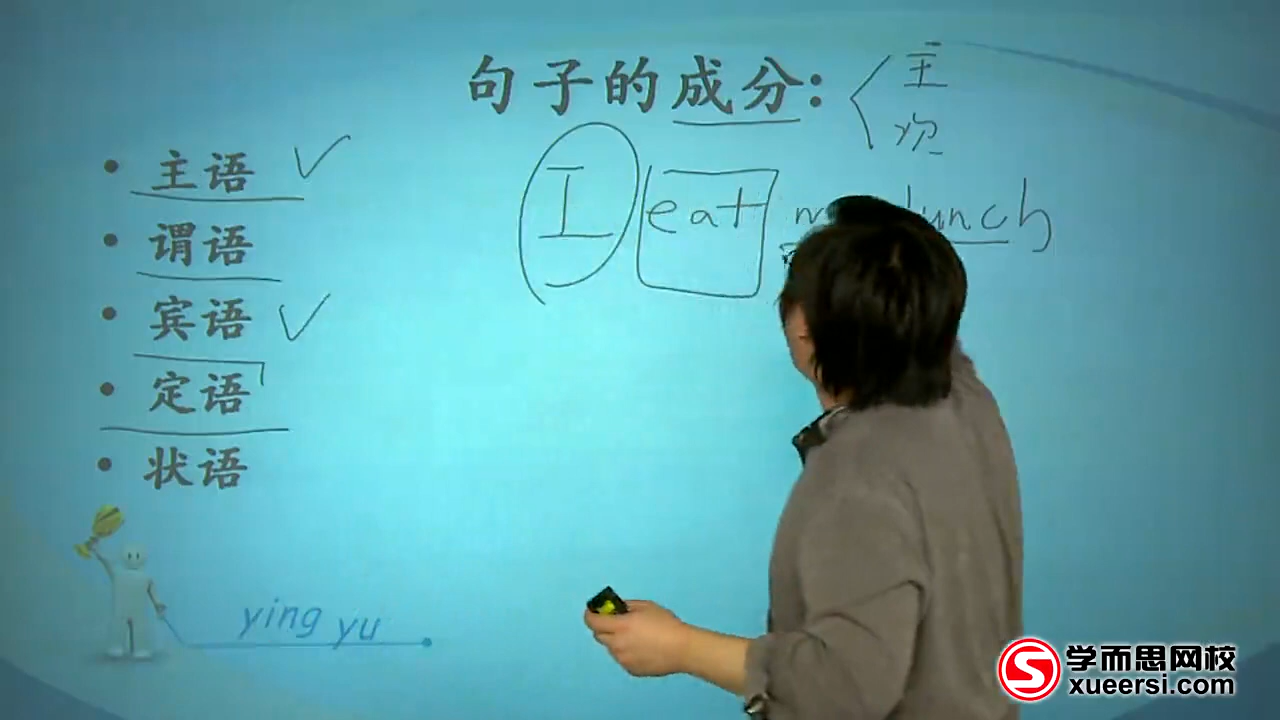 句子的成分:
主
次
• 主语 ✓
• 谓语
• 宾语 ✓
• 定语
• 状语
I eat lunch
ying yu
学而思网校
xueersi.com